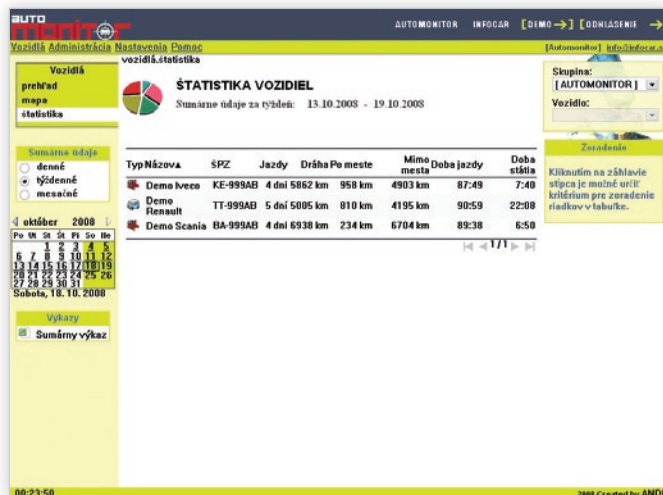 AUTO
monitor
AUTOMONITOR INFOCAR [DEMO →] [ODHLÁSENIE →
Vozidlá Administrácia Nastavenia Pomoc
[Automonitor]
vozidlá.štatistika
Vozidlá
prehľad
mapa
štatistika
ŠTATISTIKA VOZIDIEL
Sumárne údaje za týždeň: 13.10.2008 - 19.10.2008
Skupina:
[ AUTOMONITOR ]
Vozidlo:
Sumárne údaje
denné
týždenné
mesačné
Zoradenie
Kliknutím na záhlavie
stĺpca je možné určiť
kritérium pre zoradenie
riadkov v tabuľke.
Typ Názov▲ ŠPZ Jazdy Dráha Po meste Mimo mesta Doba jazdy Doba státia
Demo Iveco KE-999AB 4 dní 5862 km 958 km 4903 km 87:49 7:40
Demo Renault TT-999AB 5 dní 5005 km 810 km 4195 km 90:59 22:08
Demo Scania BA-999AB 4 dní 6938 km 234 km 6704 km 89:38 6:50
1/1
október 2008
Po Ut St Št Pi So Ne
1 2 3 4 5
6 7 8 9 10 11 12
13 14 15 16 17 18 19
20 21 22 23 24 25 26
27 28 29 30 31
Sobota, 18. 10. 2008
Výkazy
Sumárny výkaz
00:23:50
2008 Created by